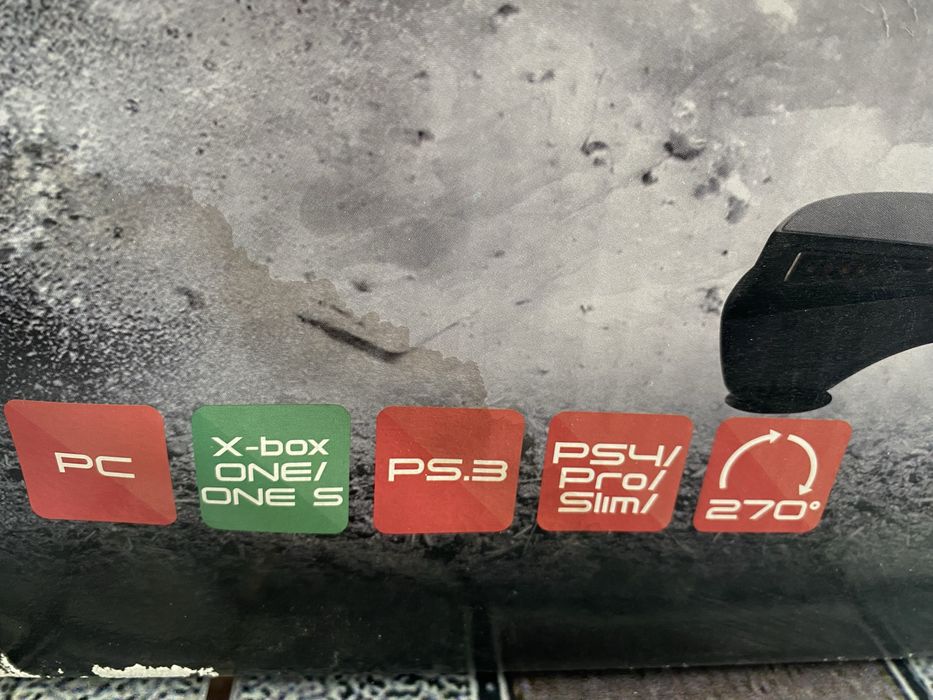 PC
X-box
ONE/
ONE S
PS.3
PS4/
Pro/
Slim/
270°